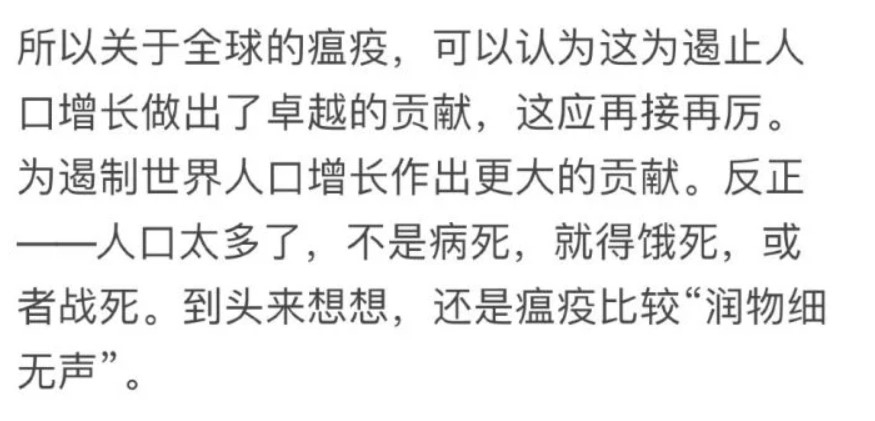 所以关于全球的瘟疫，可以认为这为遏止人
口增长做出了卓越的贡献，这应再接再厉。
为遏制世界人口增长作出更大的贡献。反正
——人口太多了，不是病死，就得饿死，或
者战死。到头来想想，还是瘟疫比较“润物细
无声”。